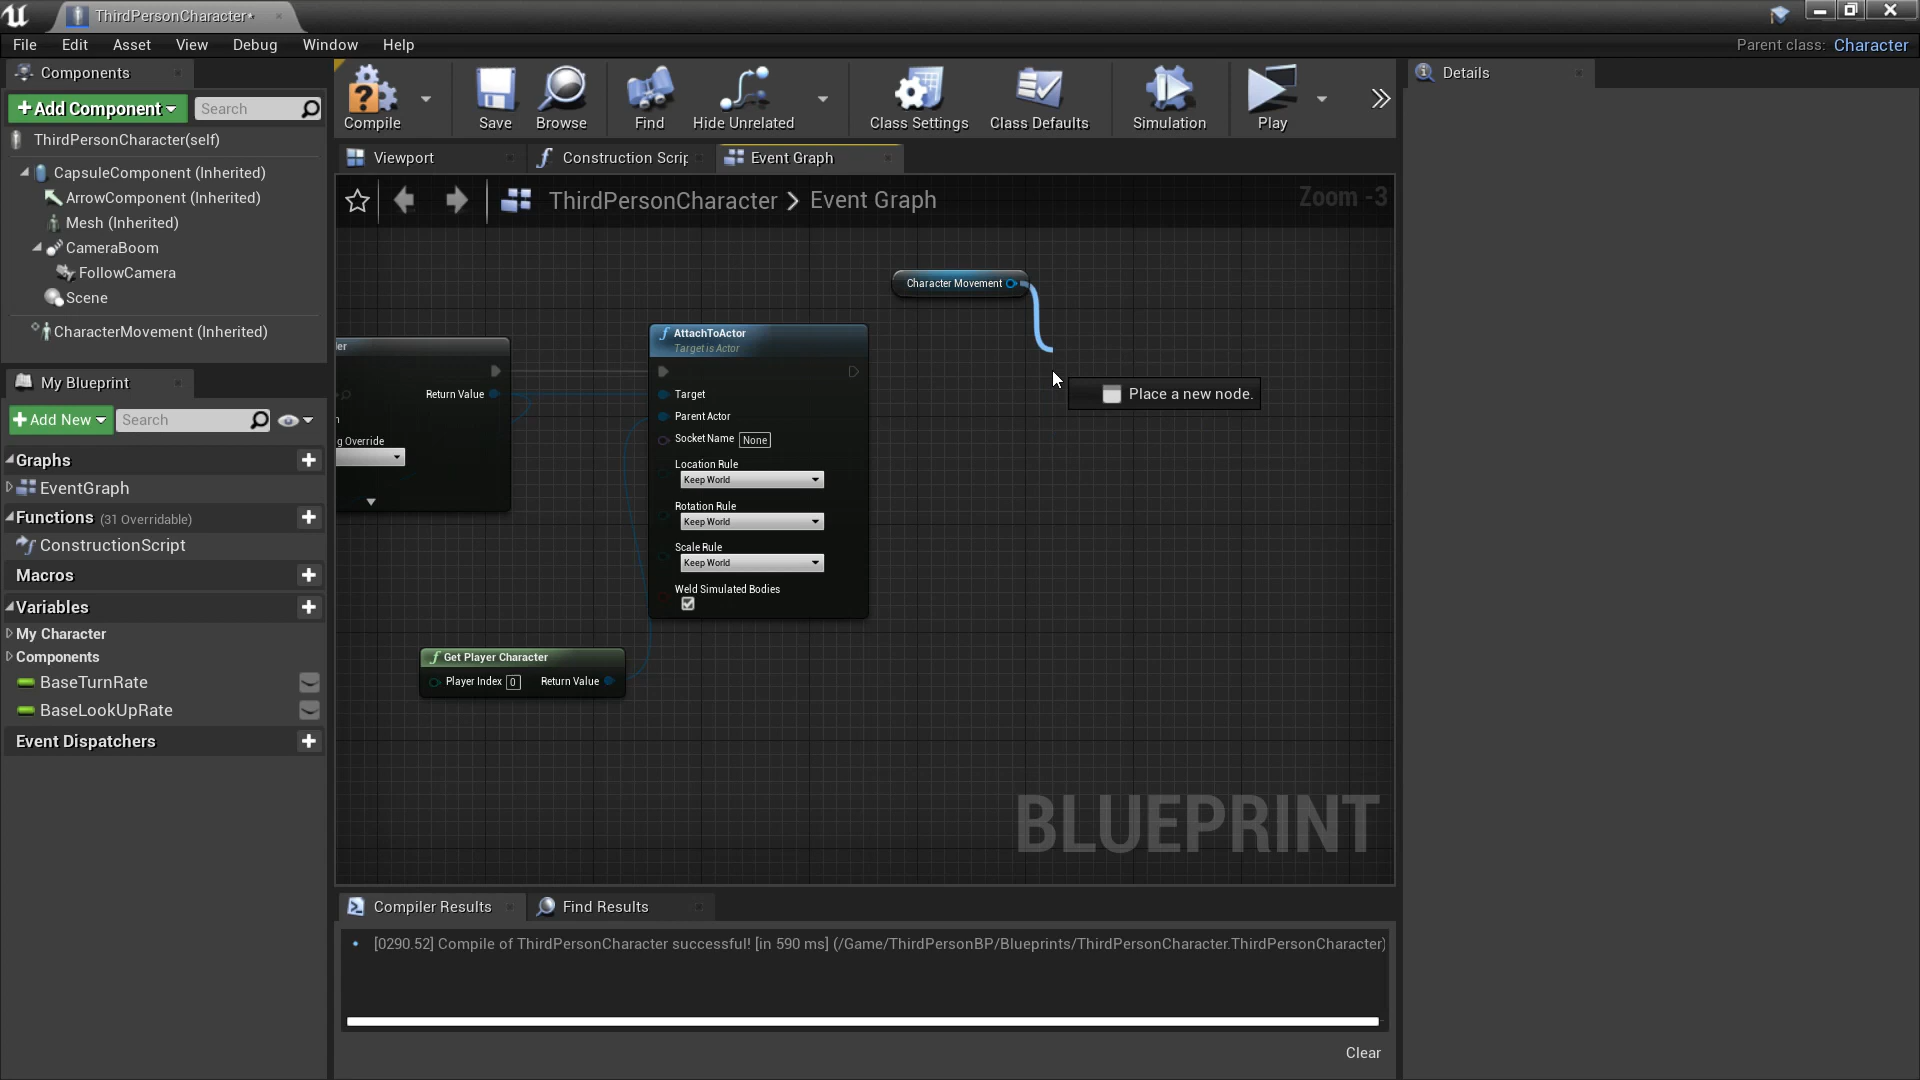 ThirdPersonCharacter*
File Edit Asset View Debug Window Help
Parent class: Character
Components
Add Component
Search
ThirdPersonCharacter(self)
CapsuleComponent (Inherited)
ArrowComponent (Inherited)
Mesh (Inherited)
CameraBoom
FollowCamera
Scene
CharacterMovement (Inherited)
My Blueprint
Add New
Search
Graphs
EventGraph
Functions (31 Overridable)
ConstructionScript
Macros
Variables
My Character
Components
BaseTurnRate
BaseLookUpRate
Event Dispatchers
Compile
Save
Browse
Find
Hide Unrelated
Class Settings
Class Defaults
Simulation
Play
Viewport
Construction Scrip
Event Graph
ThirdPersonCharacter > Event Graph
Zoom -3
Character Movement
Place a new node.
ler
Return Value
n
g Override
AttachToActor
Target is Actor
Target
Parent Actor
Socket Name None
Location Rule
Keep World
Rotation Rule
Keep World
Scale Rule
Keep World
Weld Simulated Bodies
Get Player Character
Player Index 0
Return Value
BLUEPRINT
Compiler Results
Find Results
[0290.52] Compile of ThirdPersonCharacter successful! [in 590 ms] (/Game/ThirdPersonBP/Blueprints/ThirdPersonCharacter.ThirdPersonCharacter)
Clear
Details